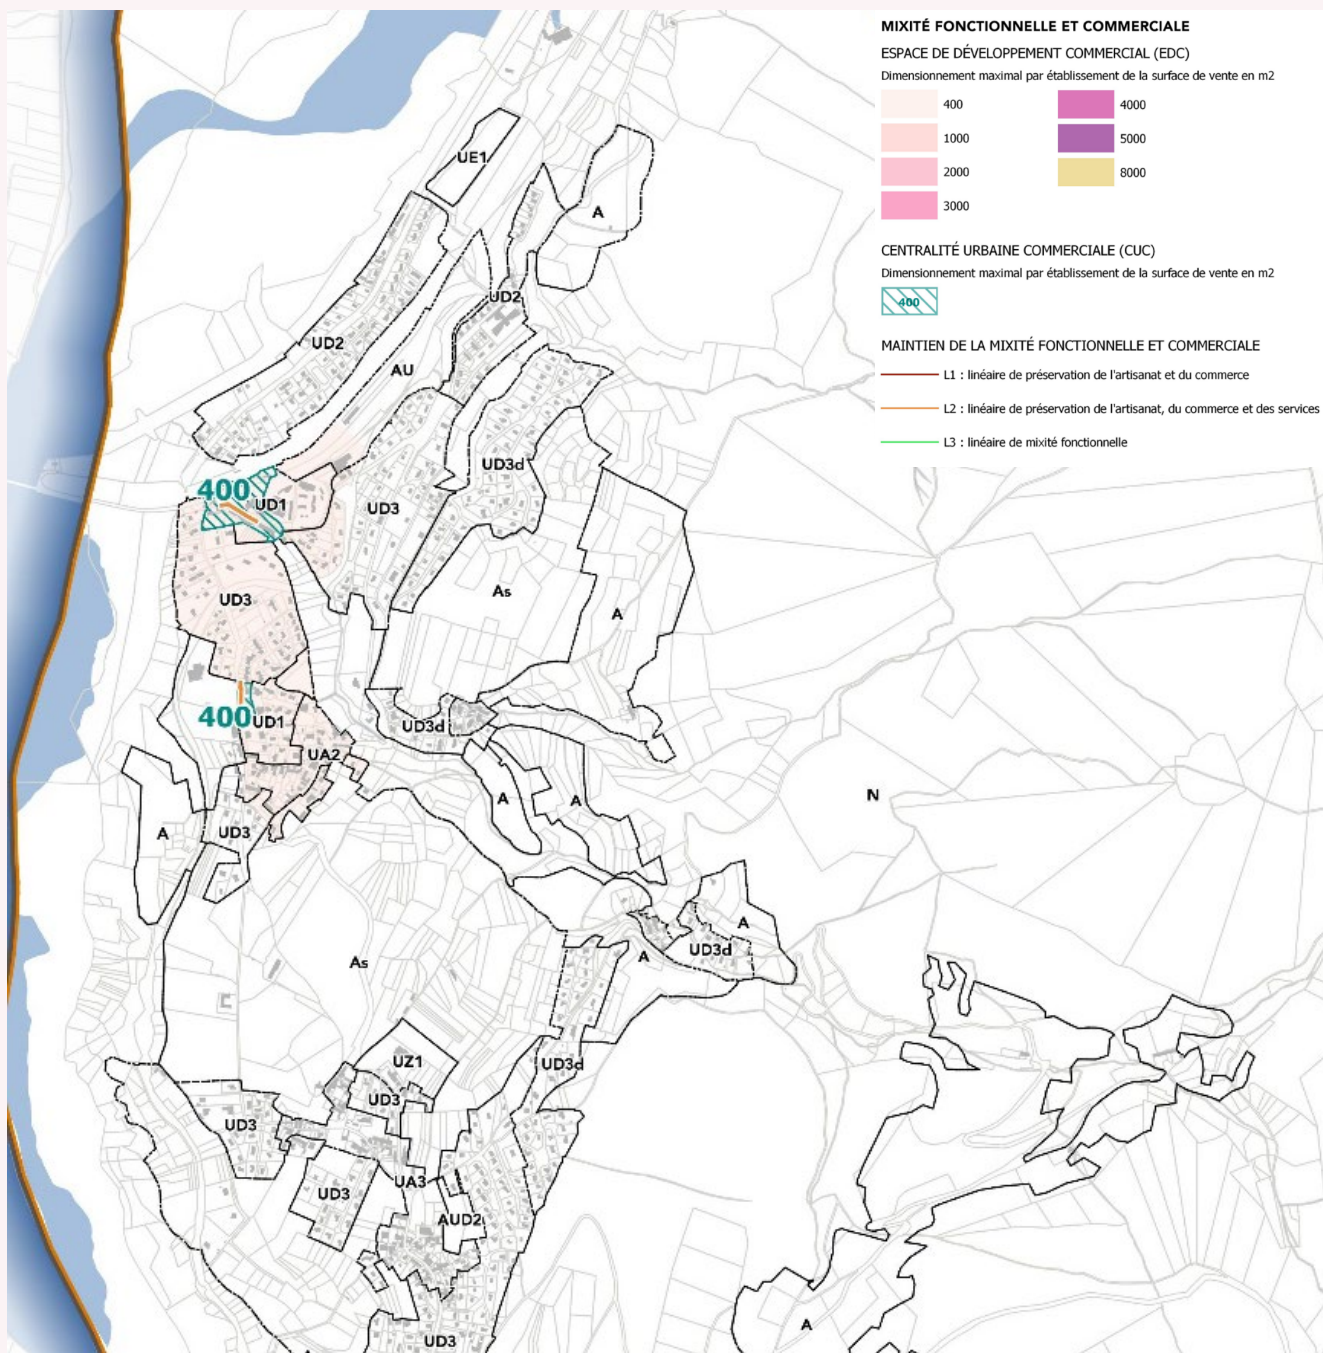 MIXITÉ FONCTIONNELLE ET COMMERCIALE
ESPACE DE DÉVELOPPEMENT COMMERCIAL (EDC)
Dimensionnement maximal par établissement de la surface de vente en m2
400
4000
1000
5000
2000
8000
3000
CENTRALITÉ URBAINE COMMERCIALE (CUC)
Dimensionnement maximal par établissement de la surface de vente en m2
400
MAINTIEN DE LA MIXITÉ FONCTIONNELLE ET COMMERCIALE
L1 : linéaire de préservation de l'artisanat et du commerce
L2 : linéaire de préservation de l'artisanat, du commerce et des services
L3 : linéaire de mixité fonctionnelle
UE1
A
UD2
UD2
AU
UD3d
400
UD1
UD3
As
UD3
A
400
UD1
UD3d
UA2
A
A
N
A
UD3
A
UD3d
A
As
UZ1
UD3d
UD3
UD3
UA3
UD3
AUD2
A
UD3